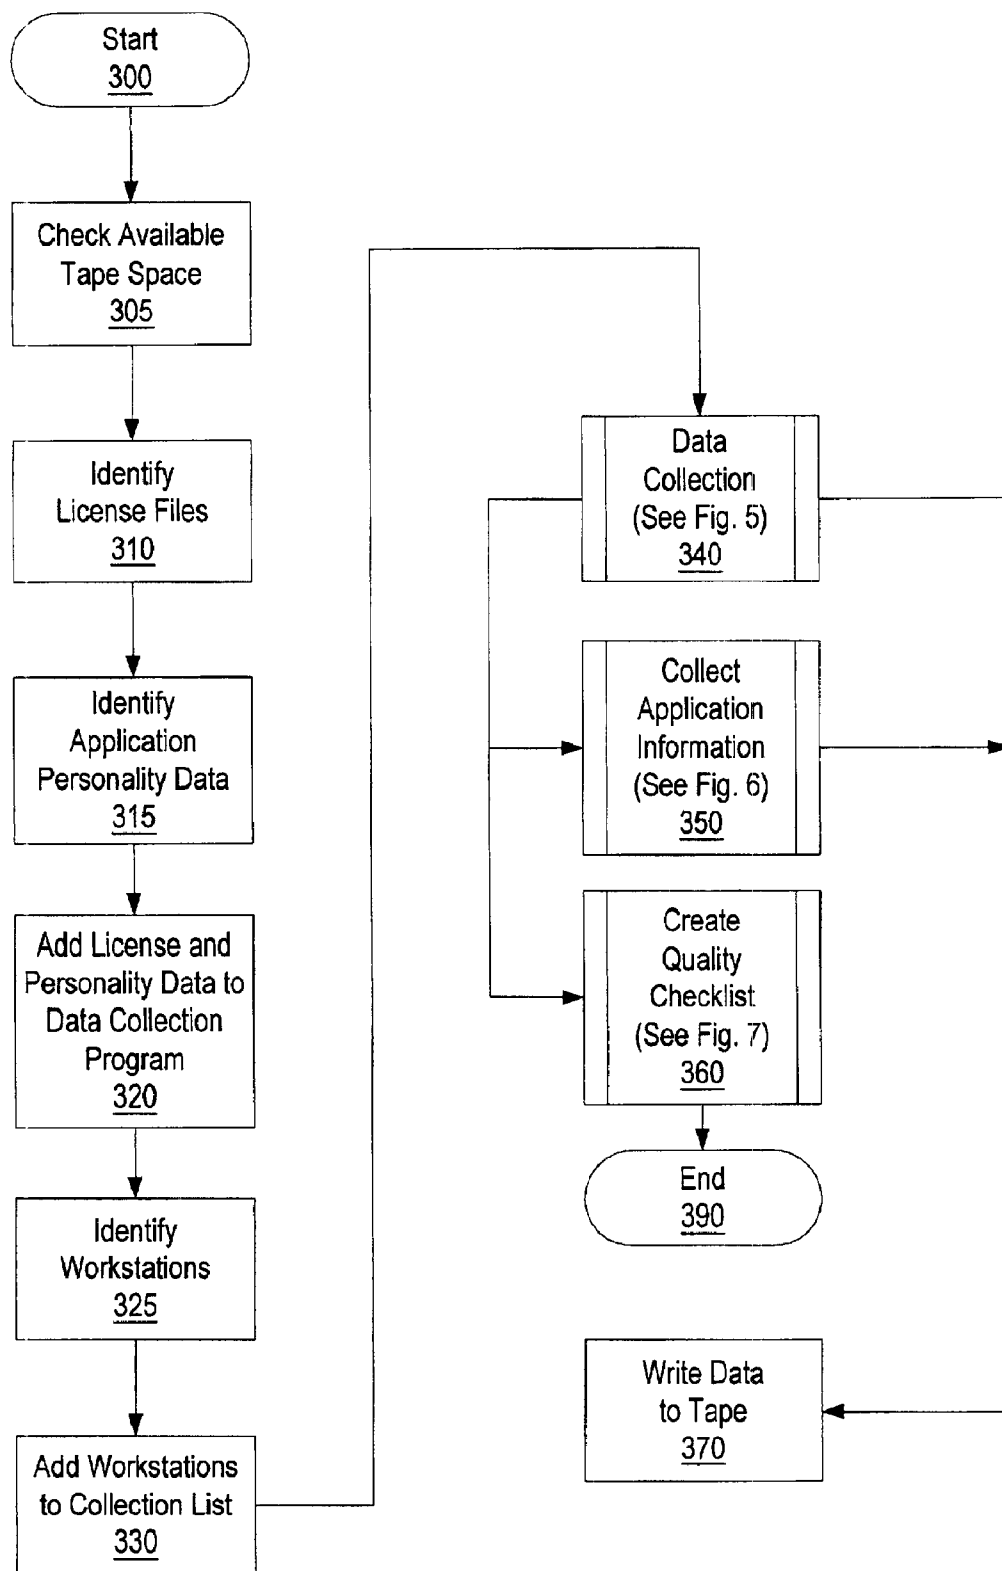 Start
300
Check Available
Tape Space
305
Identify
License Files
310
Identify
Application
Personality Data
315
Add License and
Personality Data to
Data Collection
Program
320
Identify
Workstations
325
Add Workstations
to Collection List
330
Data
Collection
(See Fig. 5)
340
Collect
Application
Information
(See Fig. 6)
350
Create
Quality
Checklist
(See Fig. 7)
360
End
390
Write Data
to Tape
370